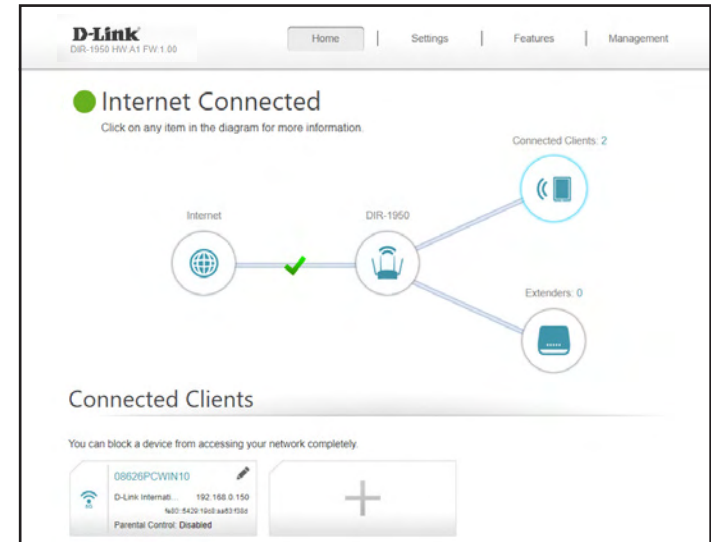 D-Link
DIR-1950 HW:A1 FW:1.00
Home | Settings | Features | Management
Internet Connected
Click on any item in the diagram for more information.
Connected Clients: 2
Internet
DIR-1950
Extenders: 0
Connected Clients
You can block a device from accessing your network completely.
08626PCWIN10
D-Link Internati... 192.168.0.150
Parental Control: Disabled